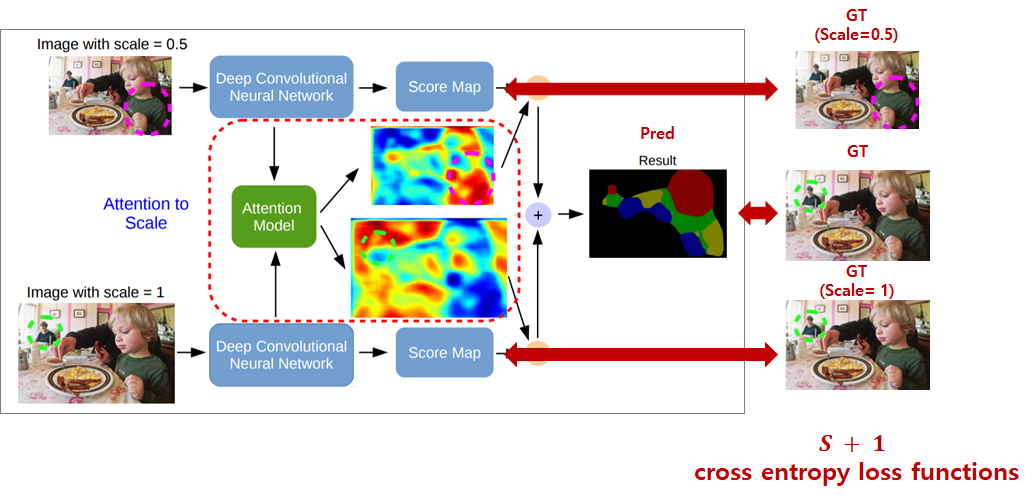 GT
(Scale=0.5)
Image with scale = 0.5
Deep Convolutional
Neural Network
Score Map
Pred
Result
GT
Attention to
Scale
Attention
Model
+
GT
(Scale= 1)
Image with scale = 1
Deep Convolutional
Neural Network
Score Map
S + 1
cross entropy loss functions